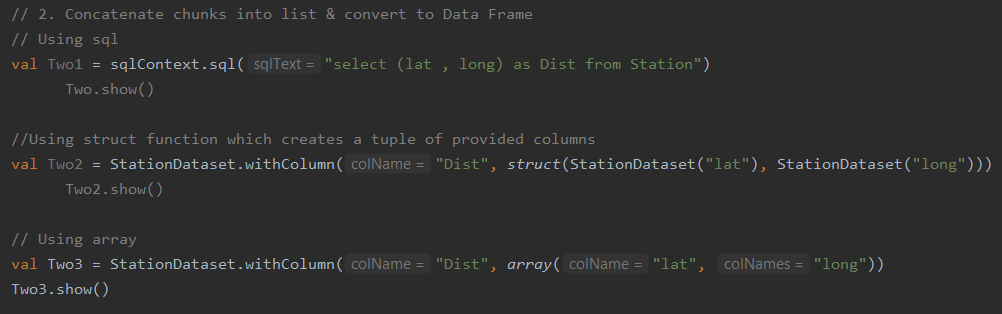 // 2. Concatenate chunks into list & convert to Data Frame
// Using sql
val Two1 = sqlContext.sql( sqlText = "select (lat , long) as Dist from Station")
Two.show()
//Using struct function which creates a tuple of provided columns
val Two2 = StationDataset.withColumn( colName = "Dist", struct(StationDataset("lat"), StationDataset("long")))
Two2.show()
// Using array
val Two3 = StationDataset.withColumn( colName = "Dist", array( colName = "lat", colNames = "long"))
Two3.show()